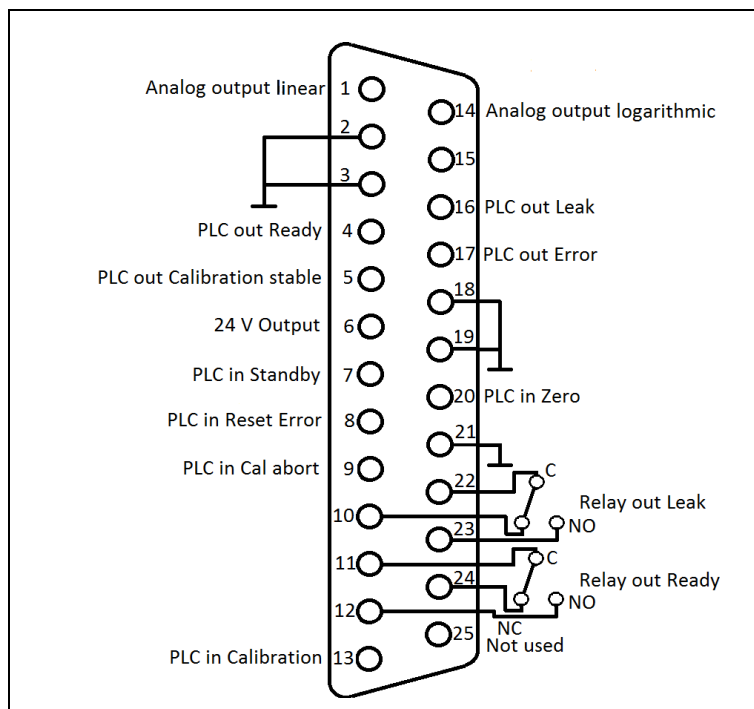 Analog output linear 1
14 Analog output logarithmic
2
15
3
16 PLC out Leak
PLC out Ready 4
17 PLC out Error
PLC out Calibration stable 5
18
24 V Output 6
19
PLC in Standby 7
20 PLC in Zero
PLC in Reset Error 8
21
PLC in Cal abort 9
22
C
Relay out Leak
10
23
NO
11
C
24
Relay out Ready
NO
12
NC
25
Not used
PLC in Calibration 13